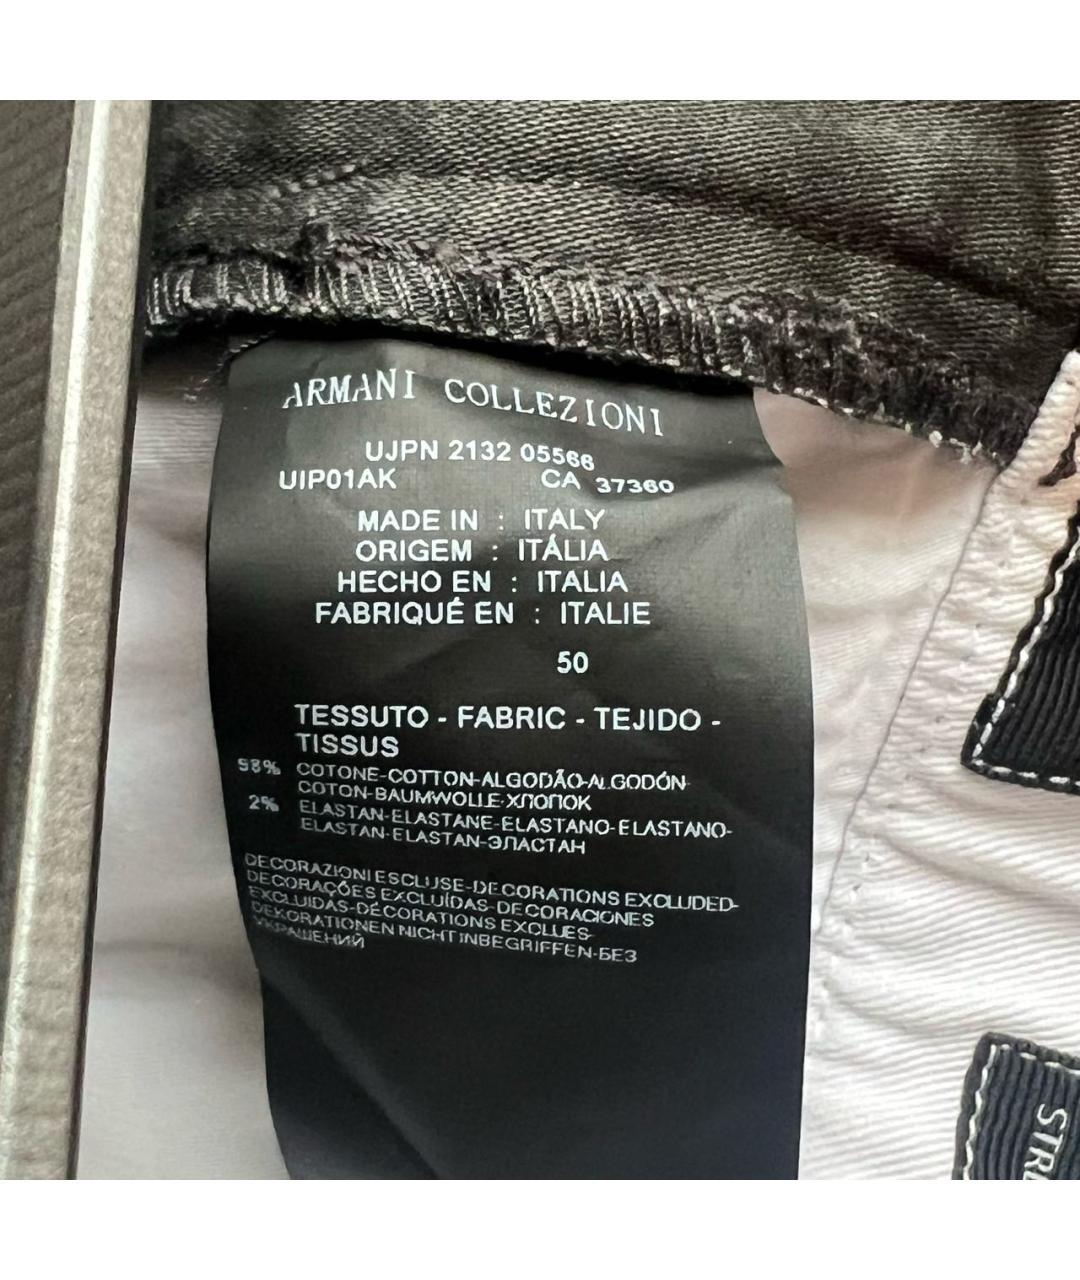 ARMANI COLLEZIONI
UJPN 2132 05566
UIP01AK CA 37360
MADE IN : ITALY
ORIGEM : ITÁLIA
HECHO EN : ITALIA
FABRIQUÉ EN : ITALIE
50
TESSUTO - FABRIC - TEJIDO -
TISSUS
98% COTONE-COTTON-ALGODÃO-ALGODÓN-
COTON-BAUMWOLLE-ХЛОПОК
2% ELASTAN-ELASTANE-ELASTANO-ELASTANO-
ELASTAN-ELASTAN-ЭЛАСТАН
DECORAZIONI ESCLUSE-DECORATIONS EXCLUDED-
DECORAÇÕES EXCLUÍDAS-DECORACIONES
EXCLUIDAS-DÉCORATIONS EXCLUES-
DEKORATIONEN NICHT INBEGRIFFEN-БЕЗ
УКРАШЕНИЙ